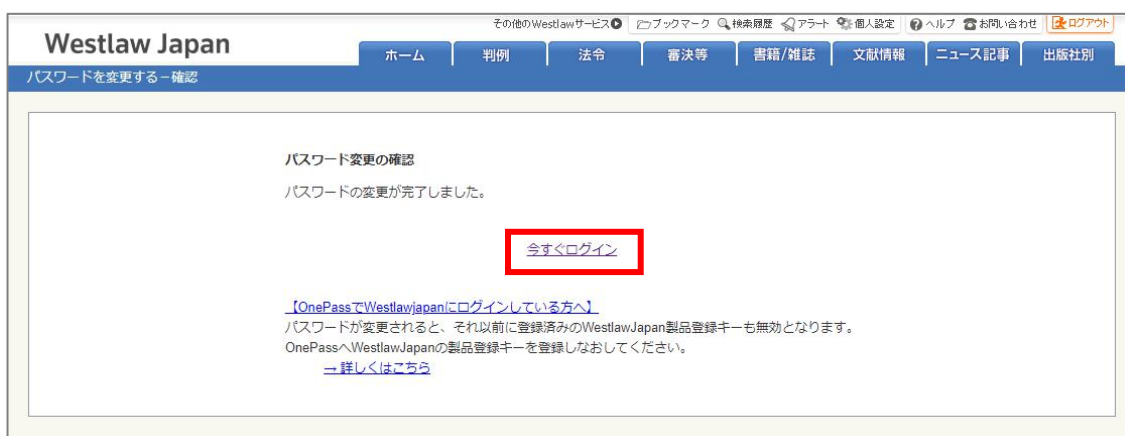 その他のWestlawサービス ブックマーク 検索履歴 アラート 個人設定 ヘルプ お問い合わせ ログアウト
Westlaw Japan
ホーム 判例 法令 審決等 書籍/雑誌 文献情報 ニュース記事 出版社別
パスワードを変更する－確認
パスワード変更の確認
パスワードの変更が完了しました。
今すぐログイン
【OnePassでWestlawjapanにログインしている方へ】
パスワードが変更されると、それ以前に登録済みのWestlawJapan製品登録キーも無効となります。
OnePassへWestlawJapanの製品登録キーを登録しなおしてください。
→詳しくはこちら